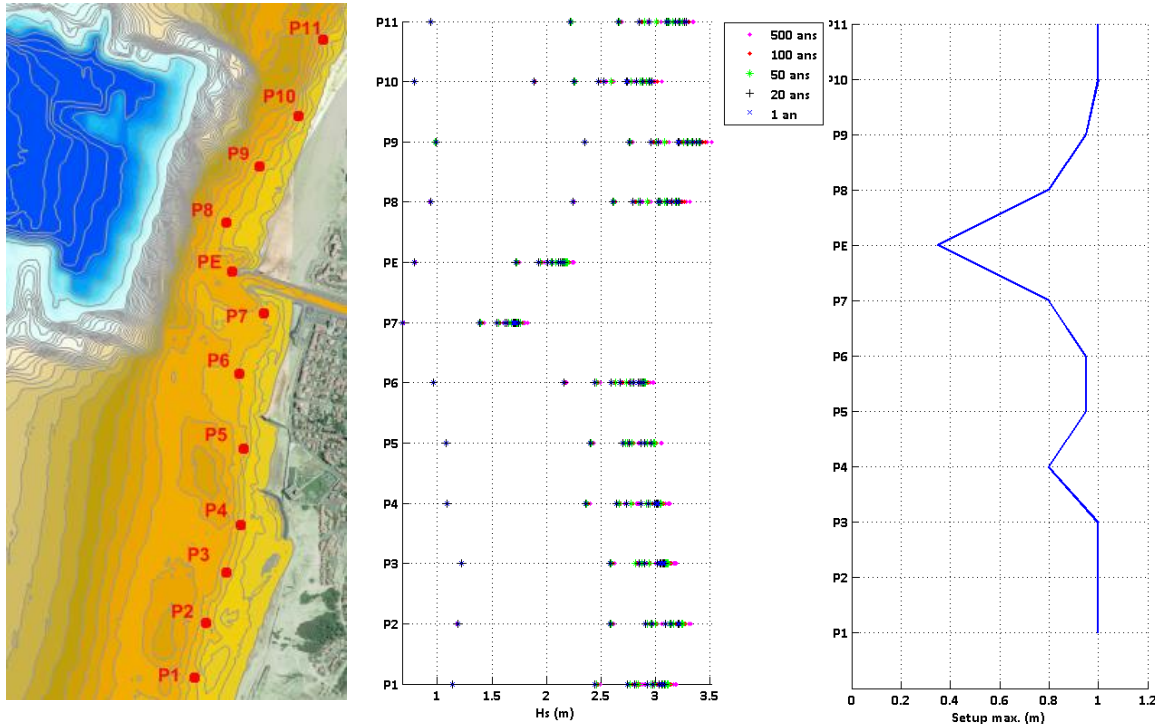 P11
P10
P9
P8
PE
P7
P6
P5
P4
P3
P2
P1
P11
P10
P9
P8
PE
P7
P6
P5
P4
P3
P2
P1
1
1.5
2
2.5
3
3.5
Hs (m)
500 ans
100 ans
50 ans
20 ans
1 an
P11
P10
P9
P8
PE
P7
P6
P5
P4
P3
P2
P1
0
0.2
0.4
0.6
0.8
1
1.2
Setup max. (m)